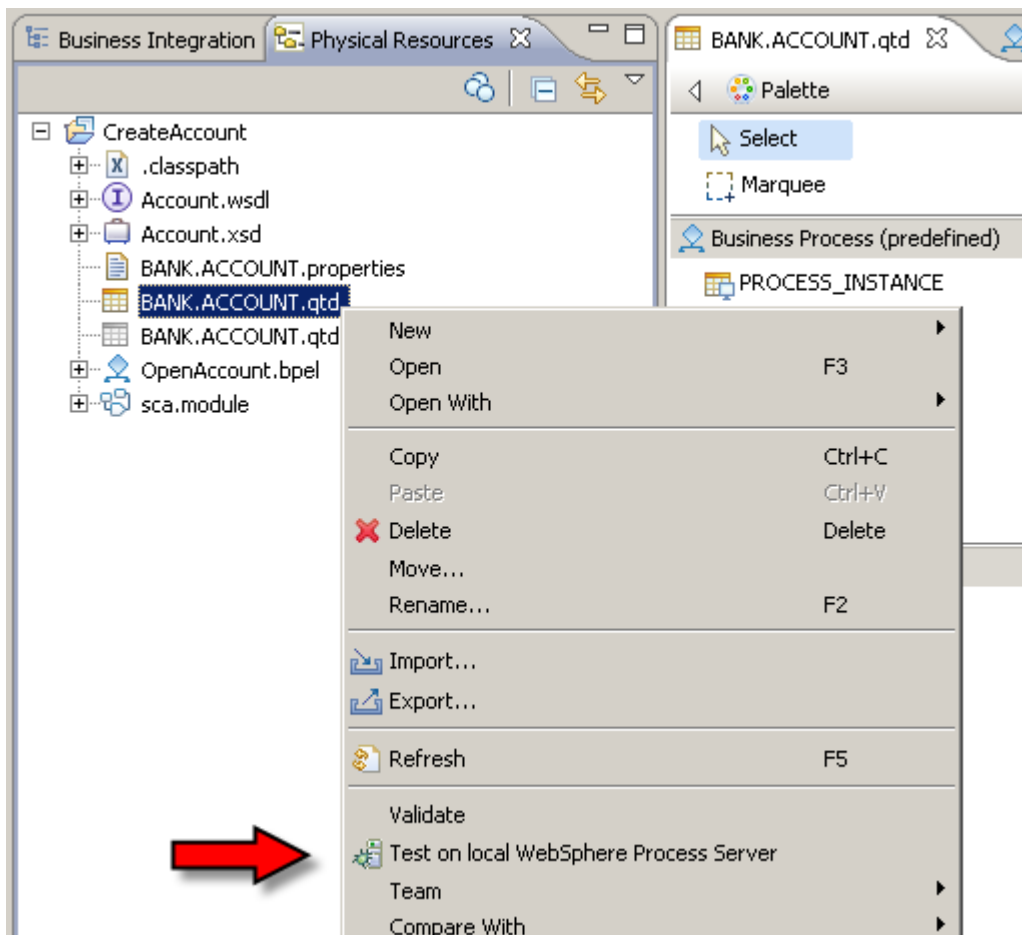 Business Integration Physical Resources BANK.ACCOUNT.qtd
Palette
CreateAccount
Select
.classpath
Marquee
Account.wsdl
Account.xsd
Business Process (predefined)
BANK.ACCOUNT.properties
PROCESS_INSTANCE
BANK.ACCOUNT.qtd
BANK.ACCOUNT.qtd
OpenAccount.bpel
sca.module
New
Open F3
Open With
Copy Ctrl+C
Paste Ctrl+V
Delete Delete
Move...
Rename... F2
Import...
Export...
Refresh F5
Validate
Test on local WebSphere Process Server
Team
Compare With